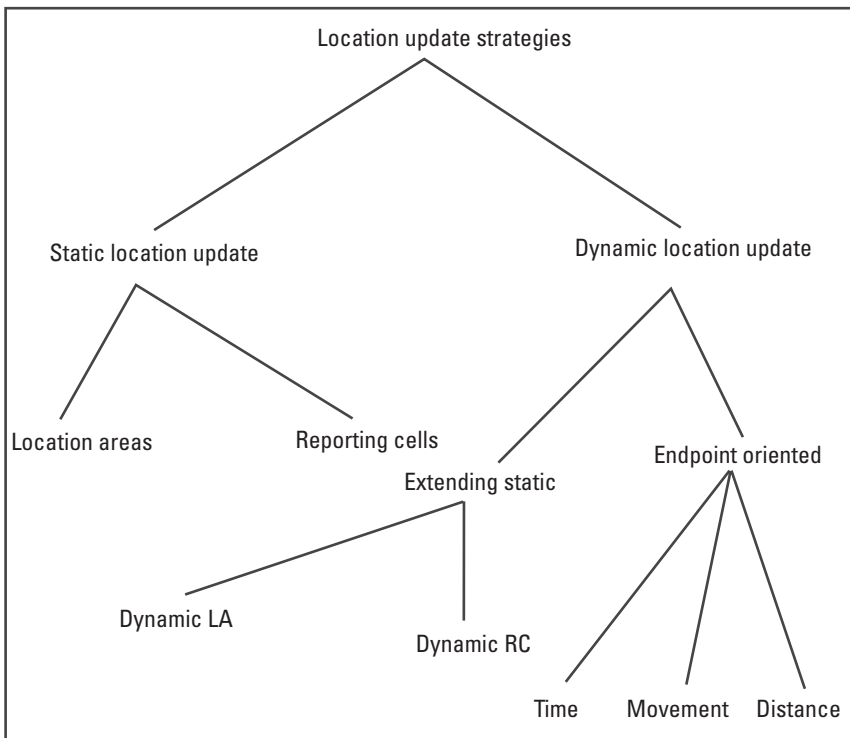 Location update strategies
Static location update
Dynamic location update
Location areas
Reporting cells
Extending static
Endpoint oriented
Dynamic LA
Dynamic RC
Time
Movement
Distance